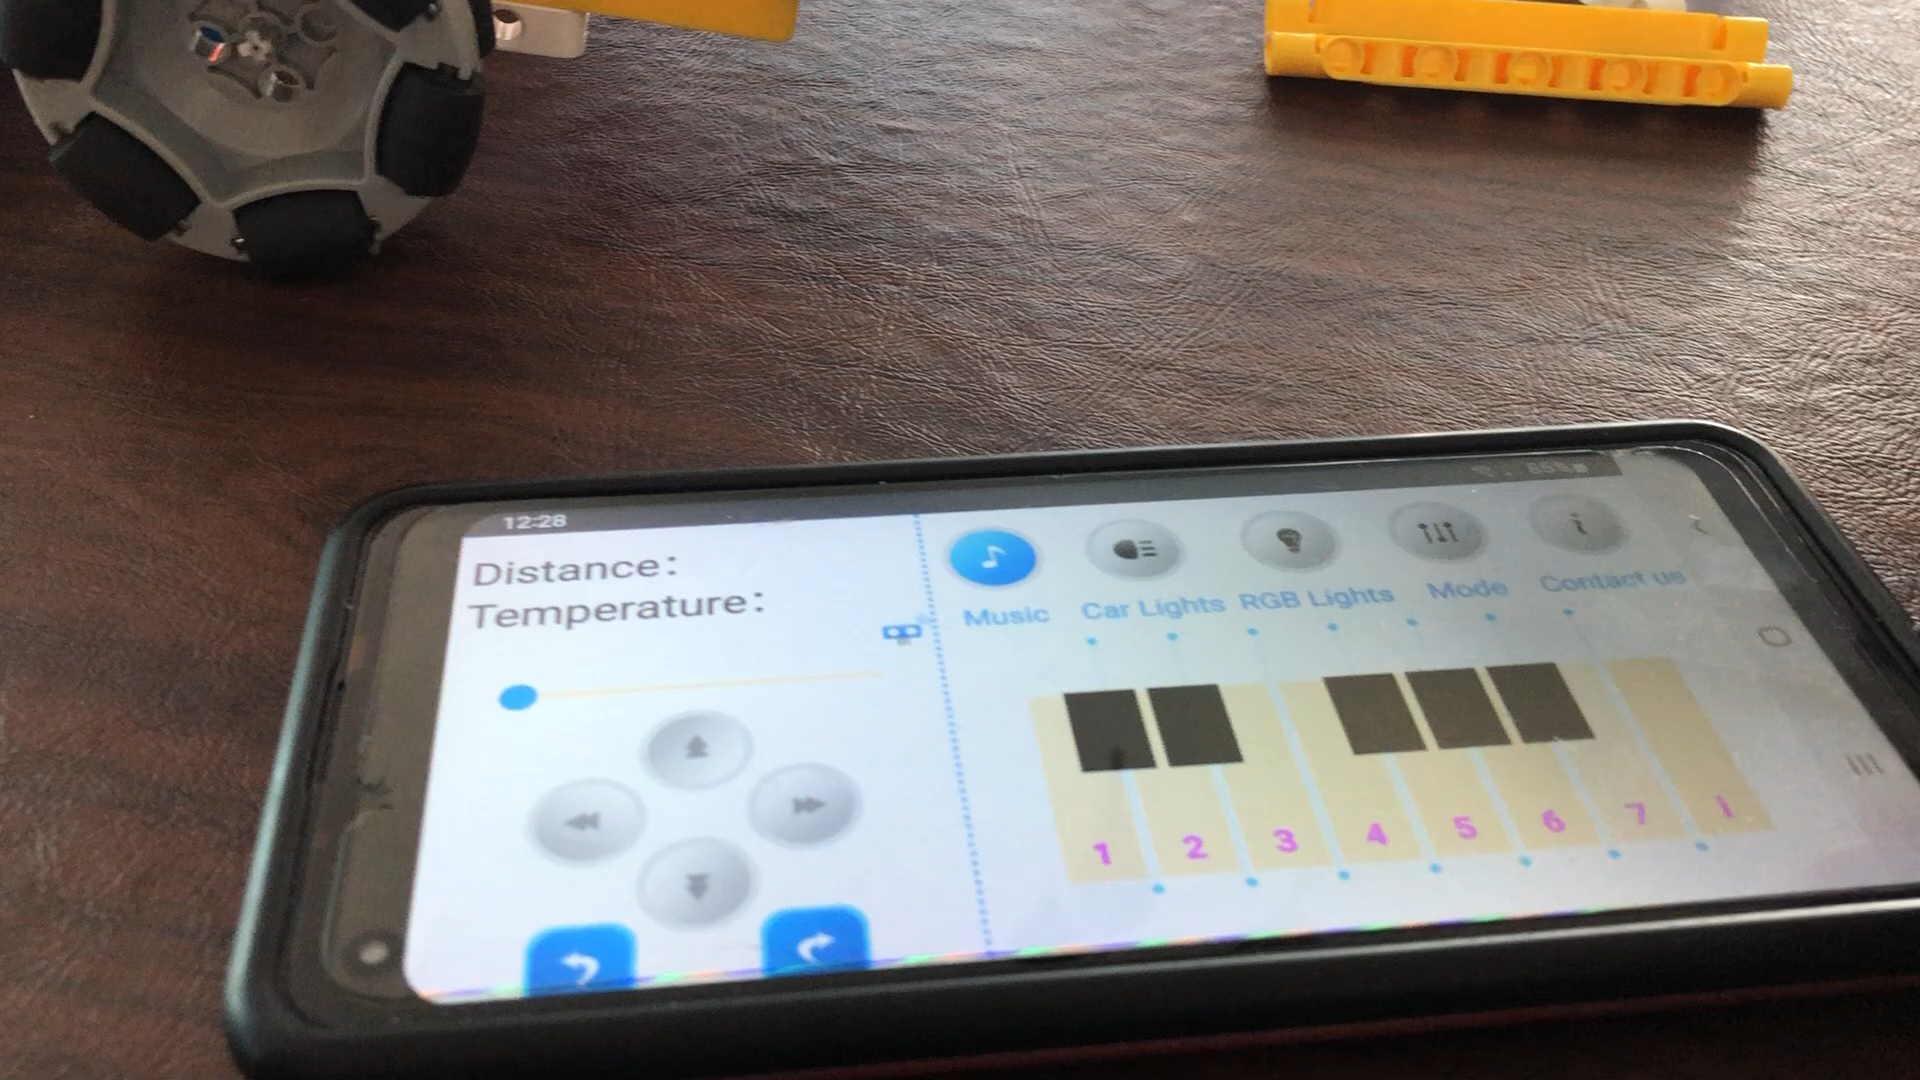 12:28
65%
Distance:
Temperature:
Music
Car Lights
RGB Lights
Mode
Contact us
1 2 3 4 5 6 7 i